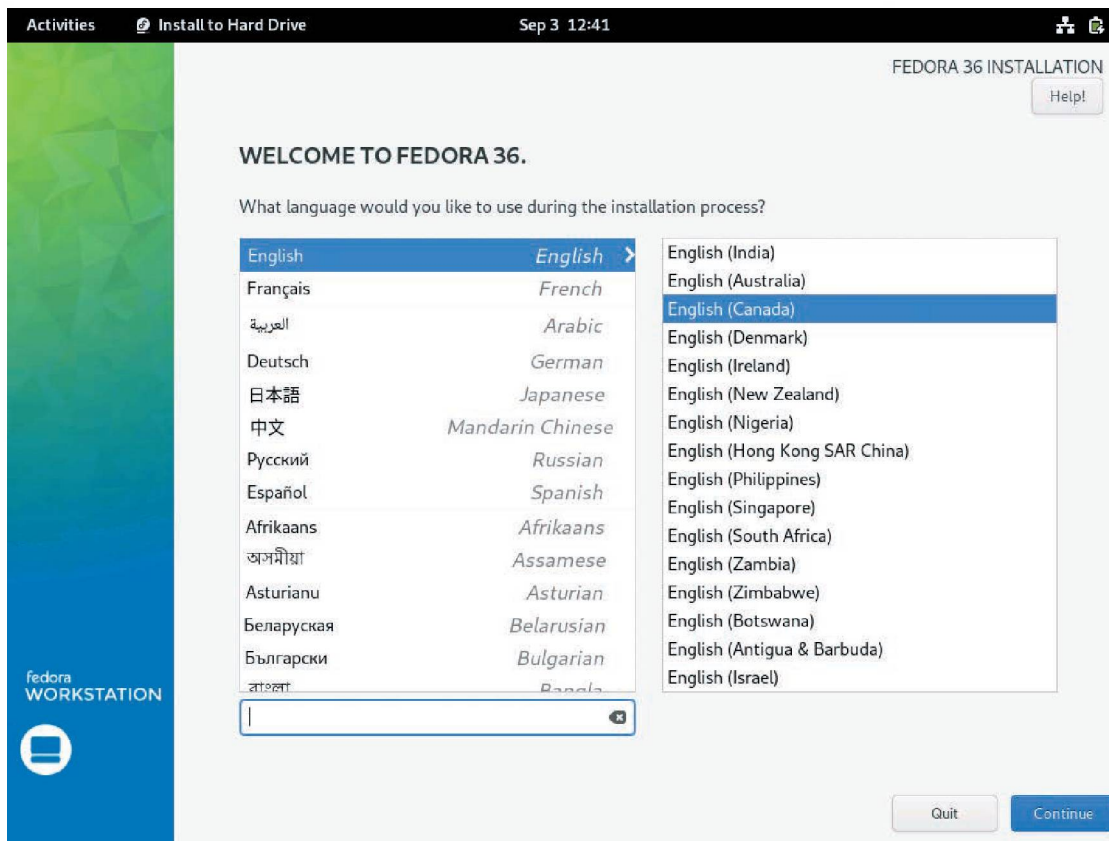 Activities Install to Hard Drive Sep 3 12:41
FEDORA 36 INSTALLATION
Help!
WELCOME TO FEDORA 36.
What language would you like to use during the installation process?
English English
Français French
العربية Arabic
Deutsch German
日本語 Japanese
中文 Mandarin Chinese
Русский Russian
Español Spanish
Afrikaans Afrikaans
অসমীয়া Assamese
Asturianu Asturian
Беларуская Belarusian
Български Bulgarian
বাংলা Bangla
English (India)
English (Australia)
English (Canada)
English (Denmark)
English (Ireland)
English (New Zealand)
English (Nigeria)
English (Hong Kong SAR China)
English (Philippines)
English (Singapore)
English (South Africa)
English (Zambia)
English (Zimbabwe)
English (Botswana)
English (Antigua & Barbuda)
English (Israel)
fedora
WORKSTATION
Quit Continue